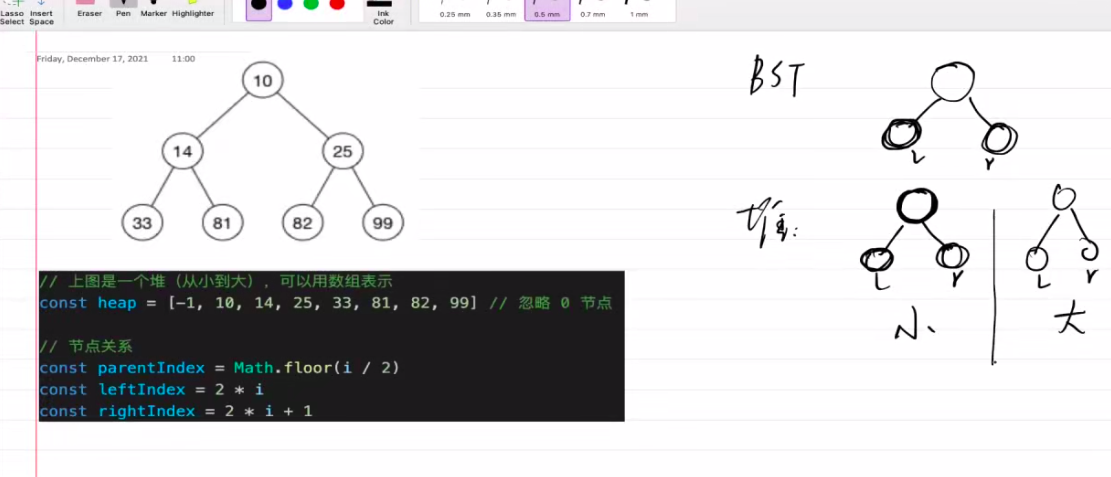 Lasso Select
Insert Space
Eraser
Pen
Marker
Highlighter
Ink Color
0.25 mm
0.35 mm
0.5 mm
0.7 mm
1 mm
Friday, December 17, 2021 11:00
10
14 25
33 81 82 99
// 上图是一个堆（从小到大），可以用数组表示
const heap = [-1, 10, 14, 25, 33, 81, 82, 99] // 忽略 0 节点
// 节点关系
const parentIndex = Math.floor(i / 2)
const leftIndex = 2 * i
const rightIndex = 2 * i + 1
BST
L r
堆:
L r L r
小 大